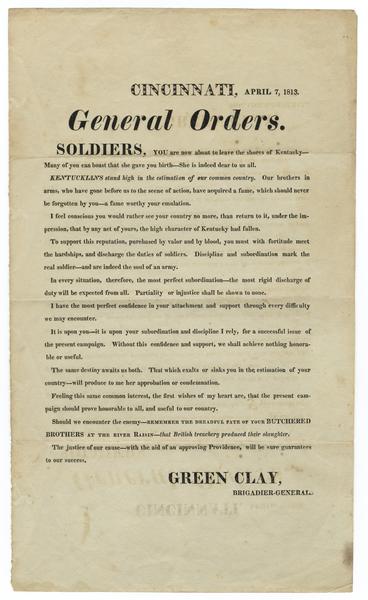 CINCINNATI, APRIL 7, 1813.
General Orders.
SOLDIERS, YOU are now about to leave the shores of Kentucky—
Many of you can boast that she gave you birth—She is indeed dear to us all.
KENTUCKIANS stand high in the estimation of our common country. Our brothers in
arms, who have gone before us to the scene of action, have acquired a fame, which should never
be forgotten by you—a fame worthy your emulation.
I feel conscious you would rather see your country no more, than return to it, under the im-
pression, that by any act of yours, the high character of Kentucky had fallen.
To support this reputation, purchased by valor and by blood, you must with fortitude meet
the hardships, and discharge the duties of soldiers. Discipline and subordination mark the
real soldier—and are indeed the soul of an army.
In every situation, therefore, the most perfect subordination—the most rigid discharge of
duty will be expected from all. Partiality or injustice shall be shown to none.
I have the most perfect confidence in your attachment and support through every difficulty
we may encounter.
It is upon you—it is upon your subordination and discipline I rely, for a successful issue of
the present campaign. Without this confidence and support, we shall achieve nothing honora-
ble or useful.
The same destiny awaits us both. That which exalts or sinks you in the estimation of your
country—will produce to me her approbation or condemnation.
Feeling this same common interest, the first wishes of my heart are, that the present cam-
paign should prove honorable to all, and useful to our country.
Should we encounter the enemy—REMEMBER THE DREADFUL FATE OF YOUR BUTCHERED
BROTHERS AT THE RIVER RAISIN—that British treachery produced their slaughter.
The justice of our cause—with the aid of an approving Providence, will be sure guarantees
to our success.
GREEN CLAY,
BRIGADIER-GENERAL.